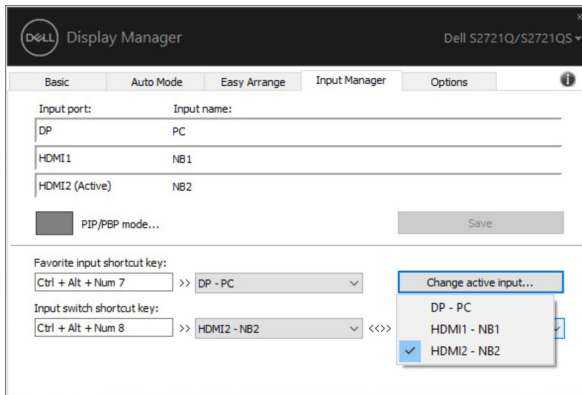 DELL Display Manager Dell S2721Q/S2721QS
Basic Auto Mode Easy Arrange Input Manager Options
Input port: Input name:
DP PC
HDMI1 NB1
HDMI2 (Active) NB2
PIP/PBP mode... Save
Favorite input shortcut key:
Ctrl + Alt + Num 7 >> DP - PC Change active input...
Input switch shortcut key:
Ctrl + Alt + Num 8 >> HDMI2 - NB2 <<>>
DP - PC
HDMI1 - NB1
HDMI2 - NB2